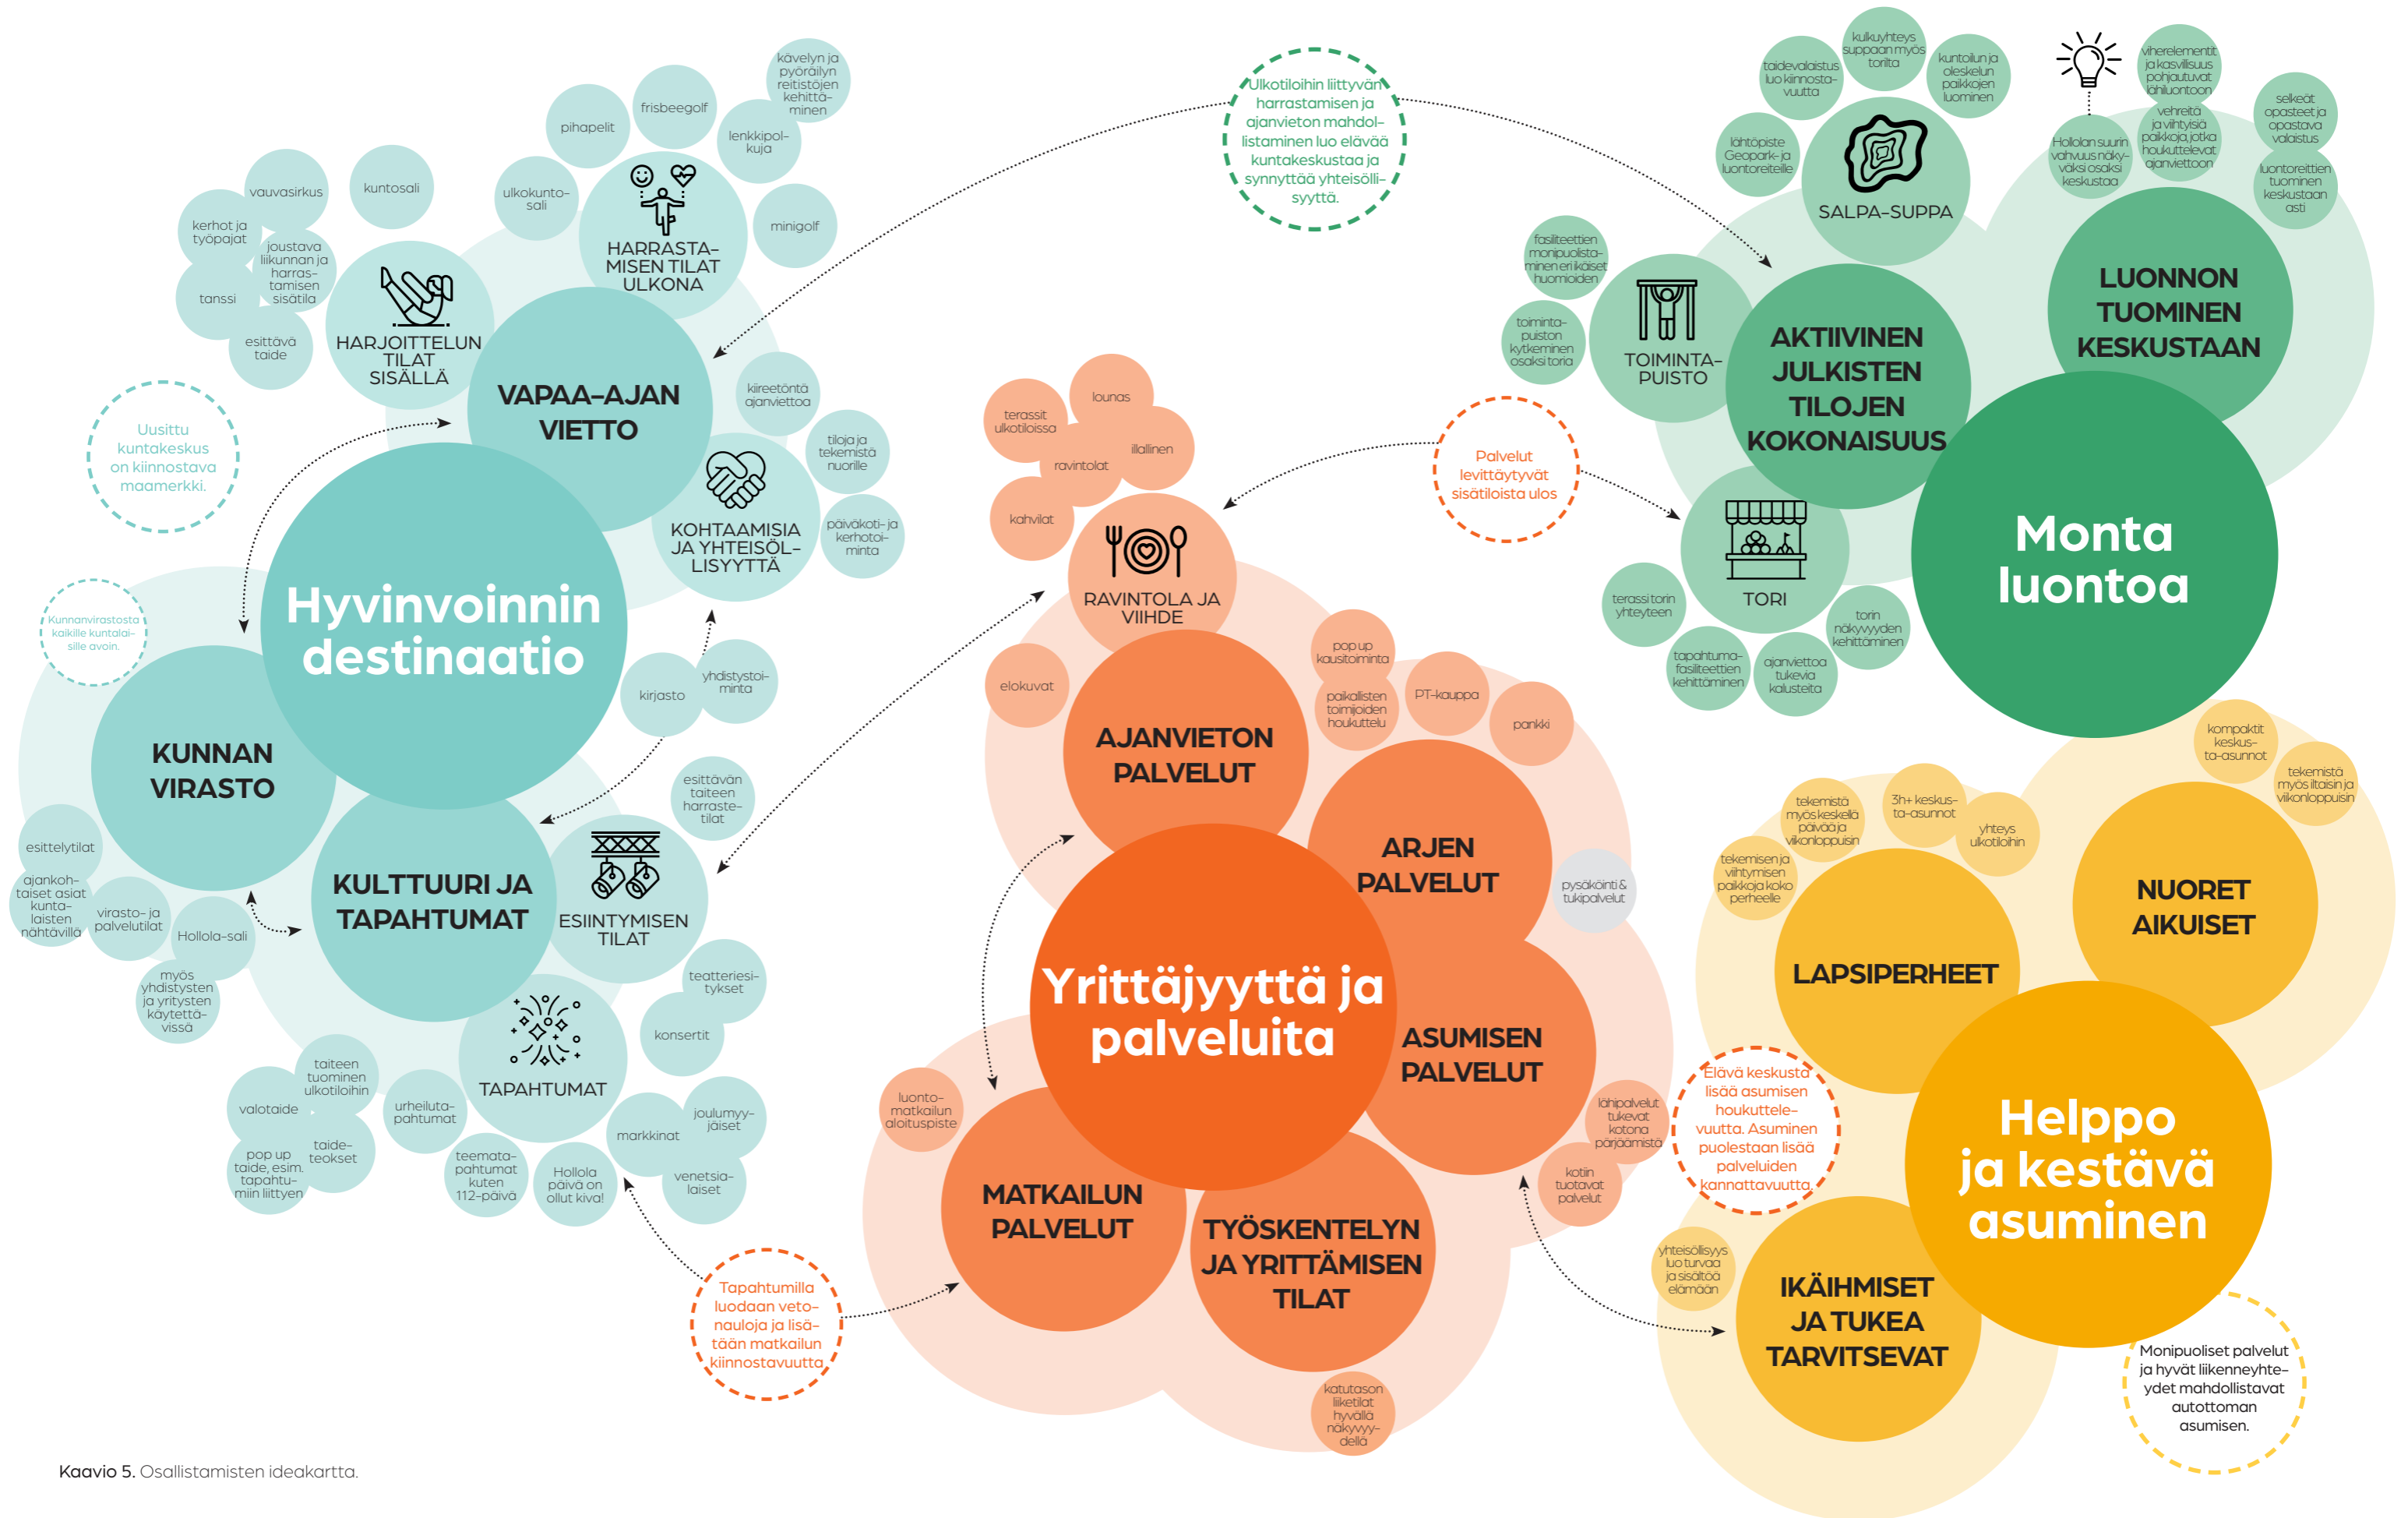 kävelyn ja
pyöräilyn
reitistöjen
kehittä-
minen
frisbeegolf
pihapelit
lenkkipol-
kuja
ulkokunto-
sali
minigolf
HARRASTA-
MISEN TILAT
ULKONA
vauvasirkus
kuntosali
kerhot ja
työpajat
joustava
liikunnan ja
harras-
tamisen
sisätila
tanssi
esittävä
taide
HARJOITTELUN
TILAT
SISÄLLÄ
VAPAA-AJAN
VIETTO
kiireetöntä
ajanviettoa
tiloja ja
tekemistä
nuorille
päiväkoti- ja
kerhotoi-
minta
KOHTAAMISIA
JA YHTEISÖL-
LISYYTTÄ
Uusittu
kuntakeskus
on kiinnostava
maamerkki.
Kunnanvirastosta
kaikille kuntalai-
sille avoin.
Hyvinvoinnin
destinaatio
kirjasto
yhdistystoi-
minta
KUNNAN
VIRASTO
esittelytilat
ajankoh-
taiset asiat
kunta-
laisten
nähtävillä
virasto- ja
palvelutilat
Hollola-sali
myös
yhdistysten
ja yritysten
käytettä-
vissä
KULTTUURI JA
TAPAHTUMAT
esittävän
taiteen
harraste-
tilat
ESIINTYMISEN
TILAT
teatteriesi-
tykset
konsertit
TAPAHTUMAT
taiteen
tuominen
ulkotiloihin
valotaide
taide-
teokset
pop up
taide, esim.
tapahtu-
miin liittyen
urheiluta-
pahtumat
teemata-
pahtumat
kuten
112-päivä
Hollola
päivä on
ollut kiva!
markkinat
joulumyy-
jäiset
venetsia-
laiset
Tapahtumilla
luodaan veto-
nauloja ja lisä-
tään matkailun
kiinnostavuutta
Ulkotiloihin liittyvän
harrastamisen ja
ajanvieton mahdol-
listaminen luo elävää
kuntakeskustaa ja
synnyttää yhteisölli-
syyttä.
terassit
ulkotiloissa
lounas
ravintolat
illallinen
kahvilat
RAVINTOLA JA
VIIHDE
elokuvat
Palvelut
levittäytyvät
sisätiloista ulos
AJANVIETON
PALVELUT
pop up
kausitoiminta
paikallisten
toimijoiden
houkuttelu
PT-kauppa
pankki
ARJEN
PALVELUT
pysäköinti &
tukipalvelut
Yrittäjyyttä ja
palveluita
ASUMISEN
PALVELUT
lähipalvelut
tukevat
kotona
pärjäämistä
kotiin
tuotavat
palvelut
luonto-
matkailun
aloituspiste
MATKAILUN
PALVELUT
TYÖSKENTELYN
JA YRITTÄMISEN
TILAT
katutason
liiketilat
hyvällä
näkyvyy-
dellä
taidevalaistus
luo kiinnosta-
vuutta
kulkuyhteys
suppaan myös
torilta
kuntoilun ja
oleskelun
paikkojen
luominen
lähtöpiste
Geopark- ja
luontoreiteille
SALPA-SUPPA
viherelementit
ja kasvillisuus
pohjautuvat
lähiluontoon
Hollolan suurin
vahvuus näky-
väksi osaksi
keskustaa
vehreitä
ja viihtyisiä
paikkoja, jotka
houkuttelevat
ajanviettoon
selkeät
opasteet ja
opastava
valaistus
luontoreittien
tuominen
keskustaan
asti
LUONNON
TUOMINEN
KESKUSTAAN
fasiliteettien
monipuolista-
minen eri ikäiset
huomioiden
toiminta-
puiston
kytkeminen
osaksi toria
TOIMINTA-
PUISTO
AKTIIVINEN
JULKISTEN
TILOJEN
KOKONAISUUS
Monta
luontoa
TORI
terassi torin
yhteyteen
tapahtuma-
fasiliteettien
kehittäminen
ajanviettoa
tukevia
kalusteita
torin
näkyvyyden
kehittäminen
kompaktit
keskus-
ta-asunnot
tekemistä
myös iltaisin ja
viikonloppuisin
NUORET
AIKUISET
tekemistä
myös keskellä
päivää ja
viikonloppuisin
3h+ keskus-
ta-asunnot
yhteys
ulkotiloihin
tekemisen ja
viihtymisen
paikkoja koko
perheelle
LAPSIPERHEET
Elävä keskusta
lisää asumisen
houkuttele-
vuutta. Asuminen
puolestaan lisää
palveluiden
kannattavuutta.
Helppo
ja kestävä
asuminen
yhteisöllisyys
luo turvaa
ja sisältöä
elämään
IKÄIHMISET
JA TUKEA
TARVITSEVAT
Monipuoliset palvelut
ja hyvät liikenneyhte-
ydet mahdollistavat
autottoman
asumisen.
Kaavio 5. Osallistamisten ideakartta.